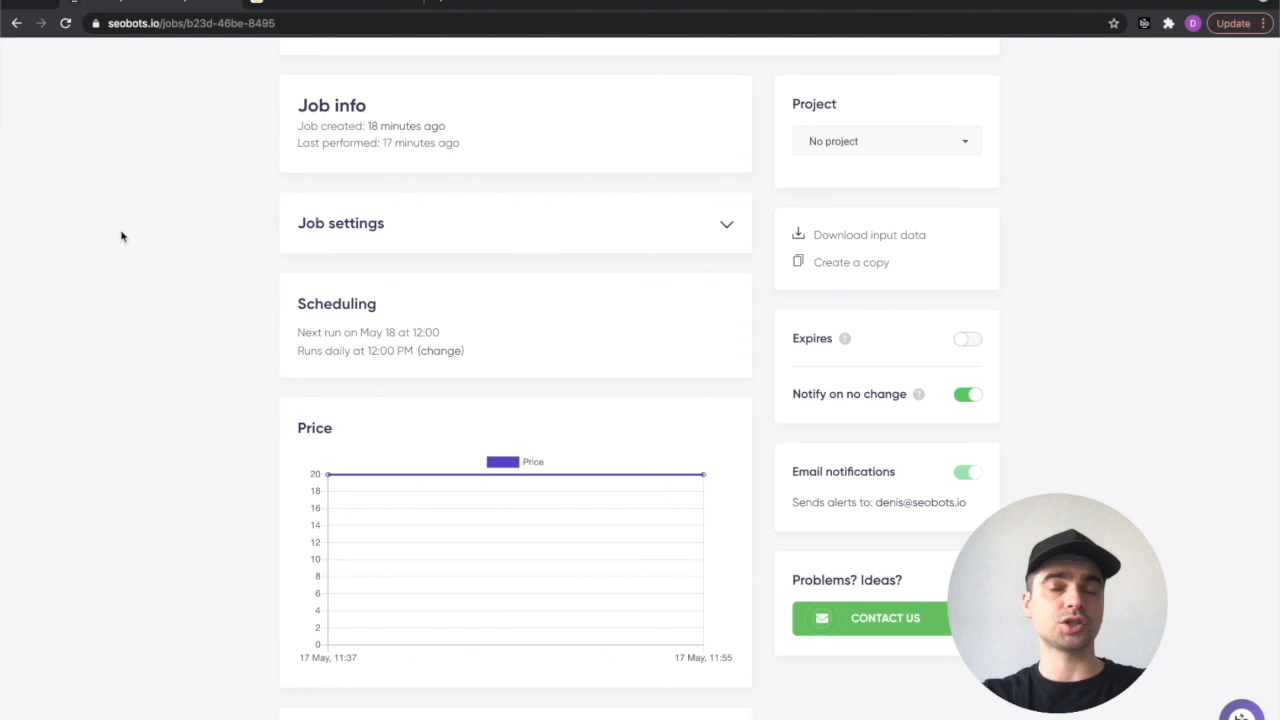 seobots.io/jobs/b23d-46be-8495
D
Update
Job info
Job created: 18 minutes ago
Last performed: 17 minutes ago
Job settings
Scheduling
Next run on May 18 at 12:00
Runs daily at 12:00 PM (change)
Price
Price
20
18
16
14
12
10
8
6
4
2
0
17 May, 11:37
17 May, 11:55
Project
No project
Download input data
Create a copy
Expires ?
Notify on no change ?
Email notifications
Sends alerts to: denis@seobots.io
Problems? Ideas?
CONTACT US